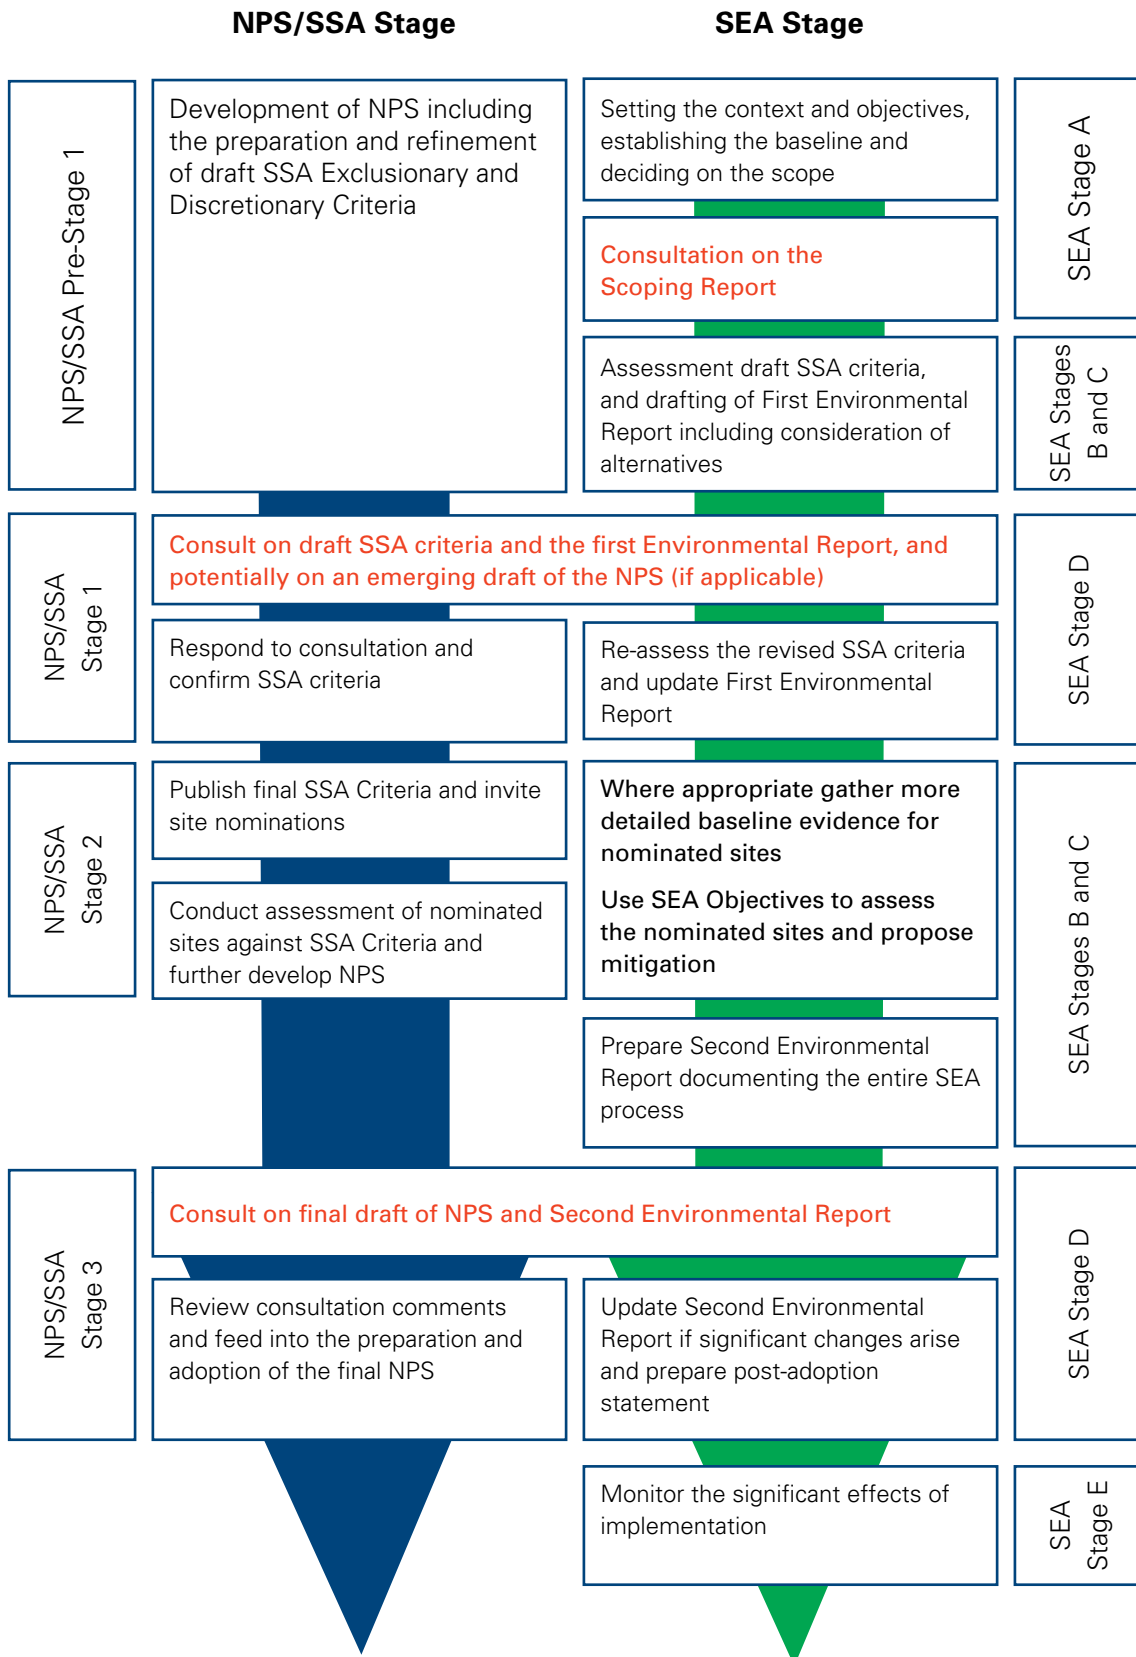 NPS/SSA Stage
SEA Stage
NPS/SSA Pre-Stage 1
Development of NPS including
the preparation and refinement
of draft SSA Exclusionary and
Discretionary Criteria
Setting the context and objectives,
establishing the baseline and
deciding on the scope
SEA Stage A
Consultation on the
Scoping Report
Assessment draft SSA criteria,
and drafting of First Environmental
Report including consideration of
alternatives
SEA Stages
B and C
NPS/SSA
Stage 1
Consult on draft SSA criteria and the first Environmental Report, and
potentially on an emerging draft of the NPS (if applicable)
SEA Stage D
Respond to consultation and
confirm SSA criteria
Re-assess the revised SSA criteria
and update First Environmental
Report
NPS/SSA
Stage 2
Publish final SSA Criteria and invite
site nominations
Conduct assessment of nominated
sites against SSA Criteria and
further develop NPS
Where appropriate gather more
detailed baseline evidence for
nominated sites
Use SEA Objectives to assess
the nominated sites and propose
mitigation
SEA Stages B and C
Prepare Second Environmental
Report documenting the entire SEA
process
NPS/SSA
Stage 3
Consult on final draft of NPS and Second Environmental Report
SEA Stage D
Review consultation comments
and feed into the preparation and
adoption of the final NPS
Update Second Environmental
Report if significant changes arise
and prepare post-adoption
statement
Monitor the significant effects of
implementation
SEA
Stage E